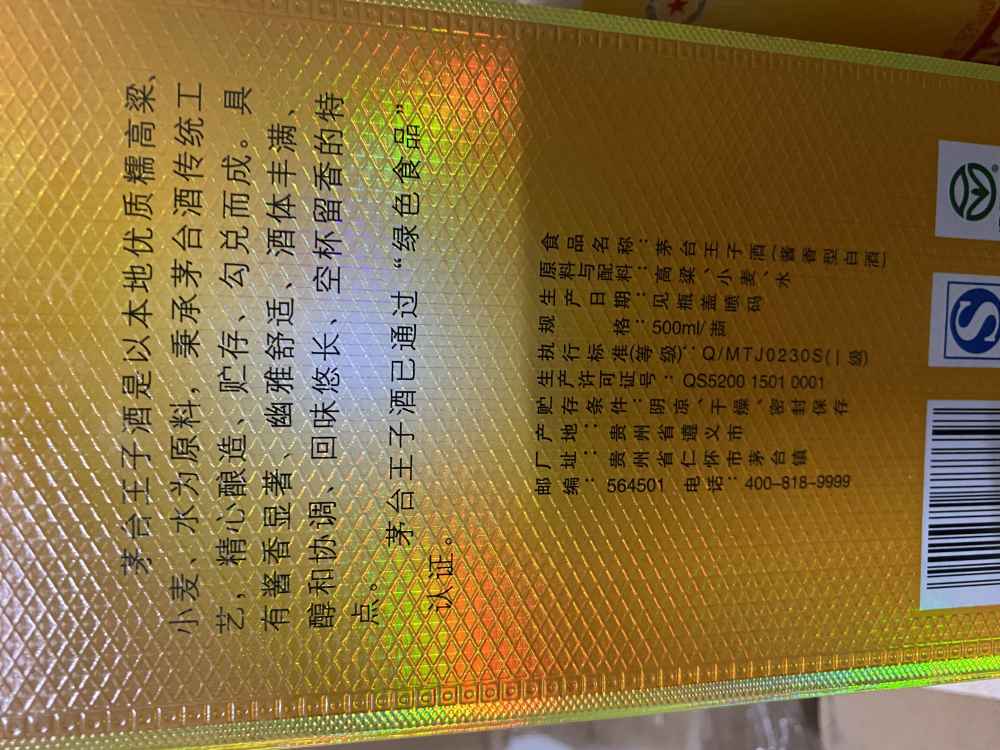 茅台王子酒是以本地优质糯高粱、
小麦、水为原料，秉承茅台酒传统工
艺，精心酿造、贮存、勾兑而成。具
有酱香显著、幽雅舒适、酒体丰满、
醇和协调、回味悠长、空杯留香的特
点。
茅台王子酒已通过“绿色食品”
认证。
食品名称：茅台王子酒(酱香型白酒)
原料与配料：高粱、小麦、水
生产日期：见瓶盖喷码
规格：500ml/瓶
执行标准(等级)：Q/MTJ0230S(一级)
生产许可证号：QS5200 1501 0001
贮存条件：阴凉、干燥、密封保存
产地：贵州省遵义市
厂址：贵州省仁怀市茅台镇
邮编：564501 电话：400-818-9999